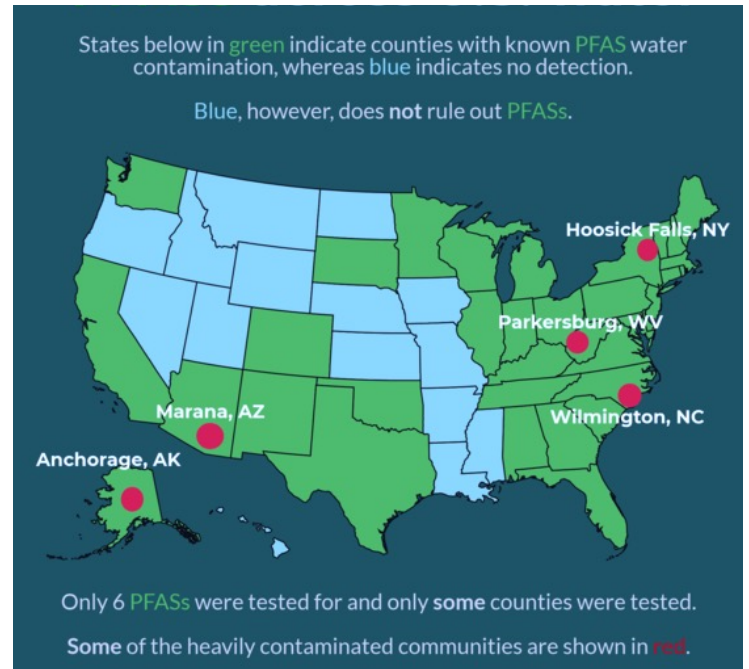 States below in green indicate counties with known PFAS water
contamination, whereas blue indicates no detection.
Blue, however, does not rule out PFASs.
Hoosick Falls, NY
Parkersburg, WV
Marana, AZ
Wilmington, NC
Anchorage, AK
Only 6 PFASs were tested for and only some counties were tested.
Some of the heavily contaminated communities are shown in red.